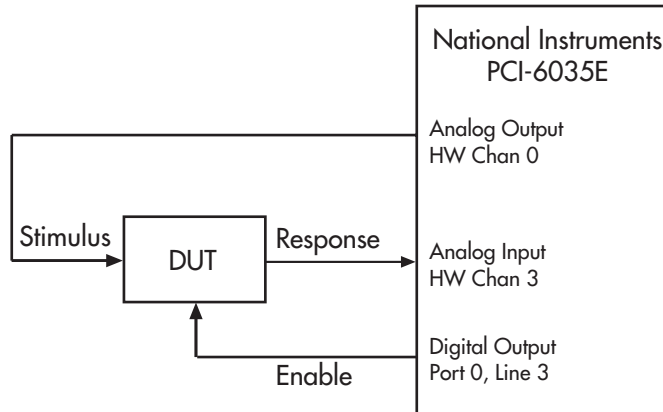 National Instruments
PCI-6035E
Analog Output
HW Chan 0
Stimulus
DUT
Response
Analog Input
HW Chan 3
Enable
Digital Output
Port 0, Line 3